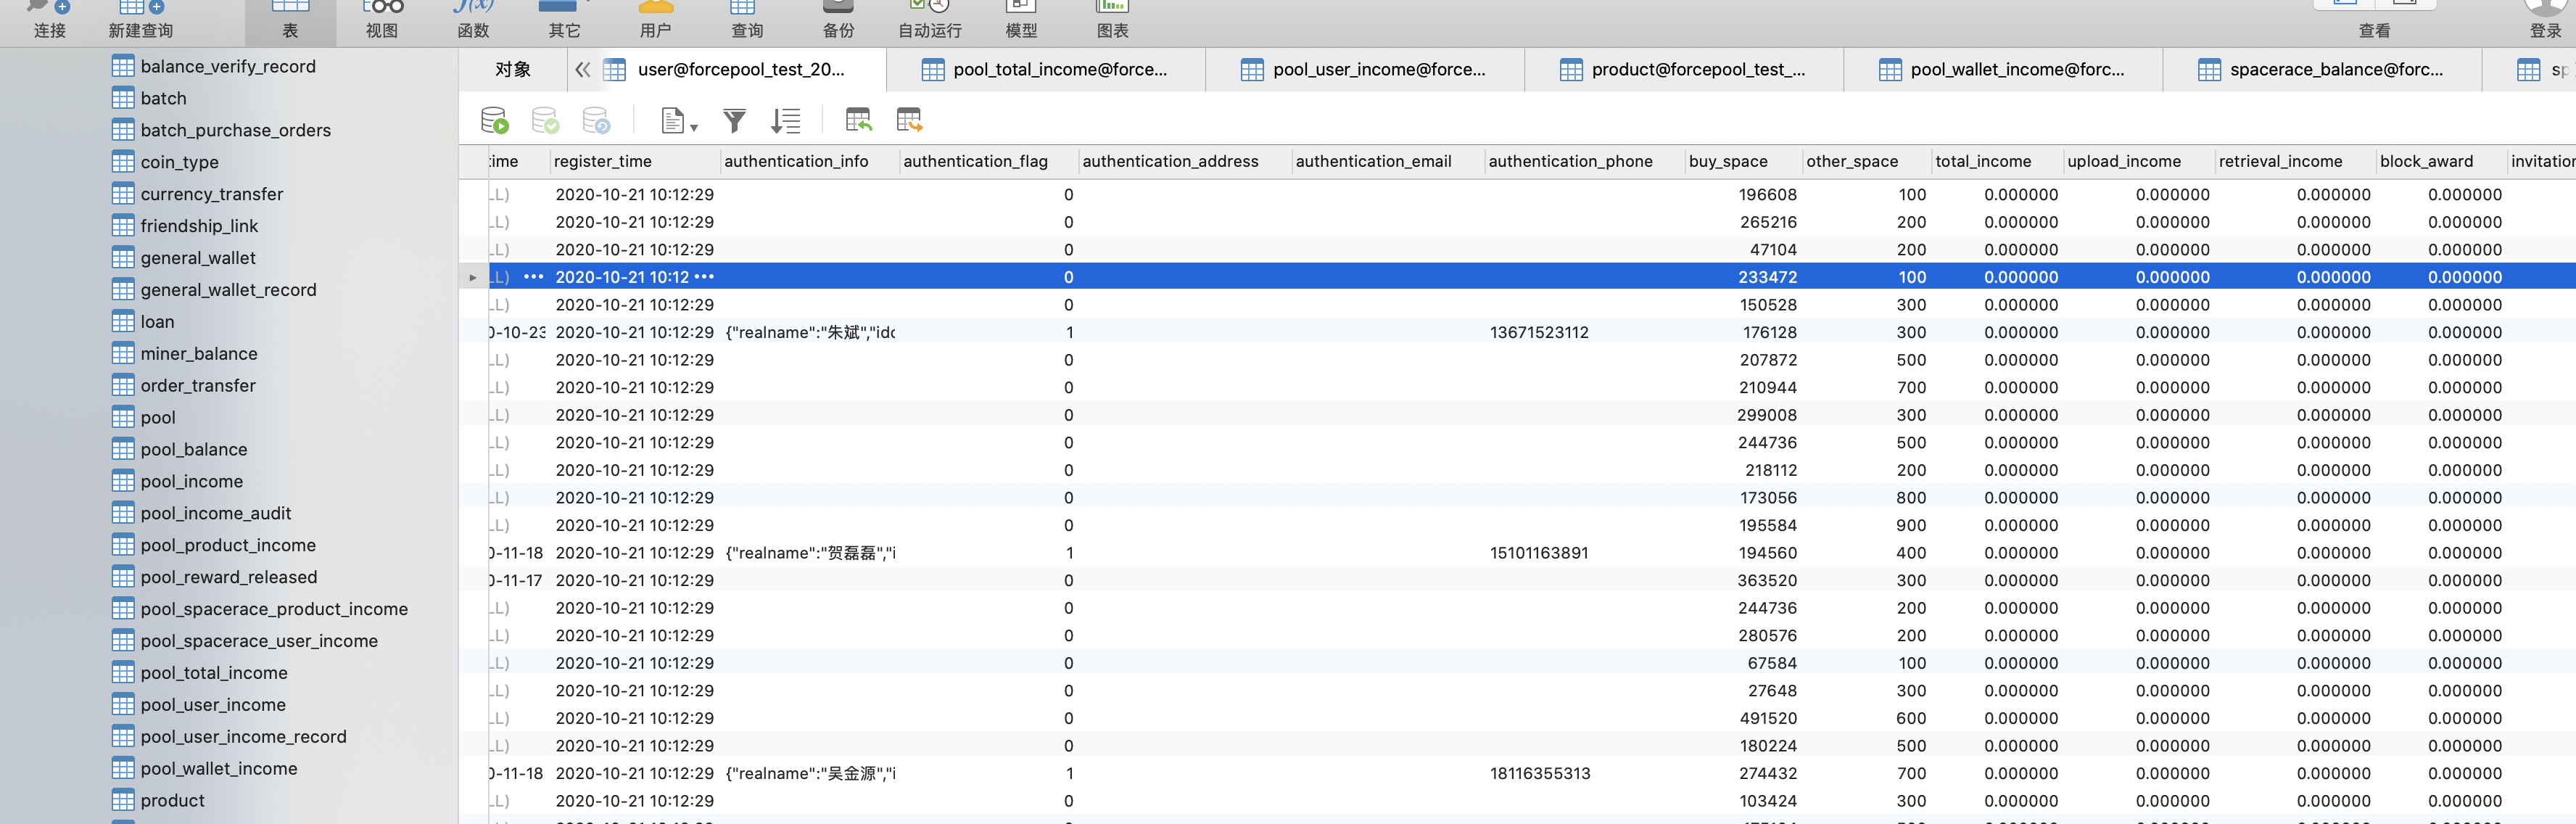 连接 新建查询 表 视图 函数 其它 用户 查询 备份 自动运行 模型 图表 查看 登录
balance_verify_record
batch
batch_purchase_orders
coin_type
currency_transfer
friendship_link
general_wallet
general_wallet_record
loan
miner_balance
order_transfer
pool
pool_balance
pool_income
pool_income_audit
pool_product_income
pool_reward_released
pool_spacerace_product_income
pool_spacerace_user_income
pool_total_income
pool_user_income
pool_user_income_record
pool_wallet_income
product
对象 user@forcepool_test_20... pool_total_income@force... pool_user_income@force... product@forcepool_test_... pool_wallet_income@forc... spacerace_balance@forc... sp
time register_time authentication_info authentication_flag authentication_address authentication_email authentication_phone buy_space other_space total_income upload_income retrieval_income block_award invitation
LL) 2020-10-21 10:12:29 0 196608 100 0.000000 0.000000 0.000000 0.000000
LL) 2020-10-21 10:12:29 0 265216 200 0.000000 0.000000 0.000000 0.000000
LL) 2020-10-21 10:12:29 0 47104 200 0.000000 0.000000 0.000000 0.000000
LL) ••• 2020-10-21 10:12 ••• 0 233472 100 0.000000 0.000000 0.000000 0.000000
LL) 2020-10-21 10:12:29 0 150528 300 0.000000 0.000000 0.000000 0.000000
0-10-23 2020-10-21 10:12:29 {"realname":"朱斌","idc 1 13671523112 176128 300 0.000000 0.000000 0.000000 0.000000
LL) 2020-10-21 10:12:29 0 207872 500 0.000000 0.000000 0.000000 0.000000
LL) 2020-10-21 10:12:29 0 210944 700 0.000000 0.000000 0.000000 0.000000
LL) 2020-10-21 10:12:29 0 299008 300 0.000000 0.000000 0.000000 0.000000
LL) 2020-10-21 10:12:29 0 244736 500 0.000000 0.000000 0.000000 0.000000
LL) 2020-10-21 10:12:29 0 218112 200 0.000000 0.000000 0.000000 0.000000
LL) 2020-10-21 10:12:29 0 173056 800 0.000000 0.000000 0.000000 0.000000
LL) 2020-10-21 10:12:29 0 195584 900 0.000000 0.000000 0.000000 0.000000
0-11-18 2020-10-21 10:12:29 {"realname":"贺磊磊","i 1 15101163891 194560 400 0.000000 0.000000 0.000000 0.000000
0-11-17 2020-10-21 10:12:29 0 363520 300 0.000000 0.000000 0.000000 0.000000
LL) 2020-10-21 10:12:29 0 244736 200 0.000000 0.000000 0.000000 0.000000
LL) 2020-10-21 10:12:29 0 280576 200 0.000000 0.000000 0.000000 0.000000
LL) 2020-10-21 10:12:29 0 67584 100 0.000000 0.000000 0.000000 0.000000
LL) 2020-10-21 10:12:29 0 27648 300 0.000000 0.000000 0.000000 0.000000
LL) 2020-10-21 10:12:29 0 491520 600 0.000000 0.000000 0.000000 0.000000
LL) 2020-10-21 10:12:29 0 180224 500 0.000000 0.000000 0.000000 0.000000
0-11-18 2020-10-21 10:12:29 {"realname":"吴金源","i 1 18116355313 274432 700 0.000000 0.000000 0.000000 0.000000
LL) 2020-10-21 10:12:29 0 103424 300 0.000000 0.000000 0.000000 0.000000